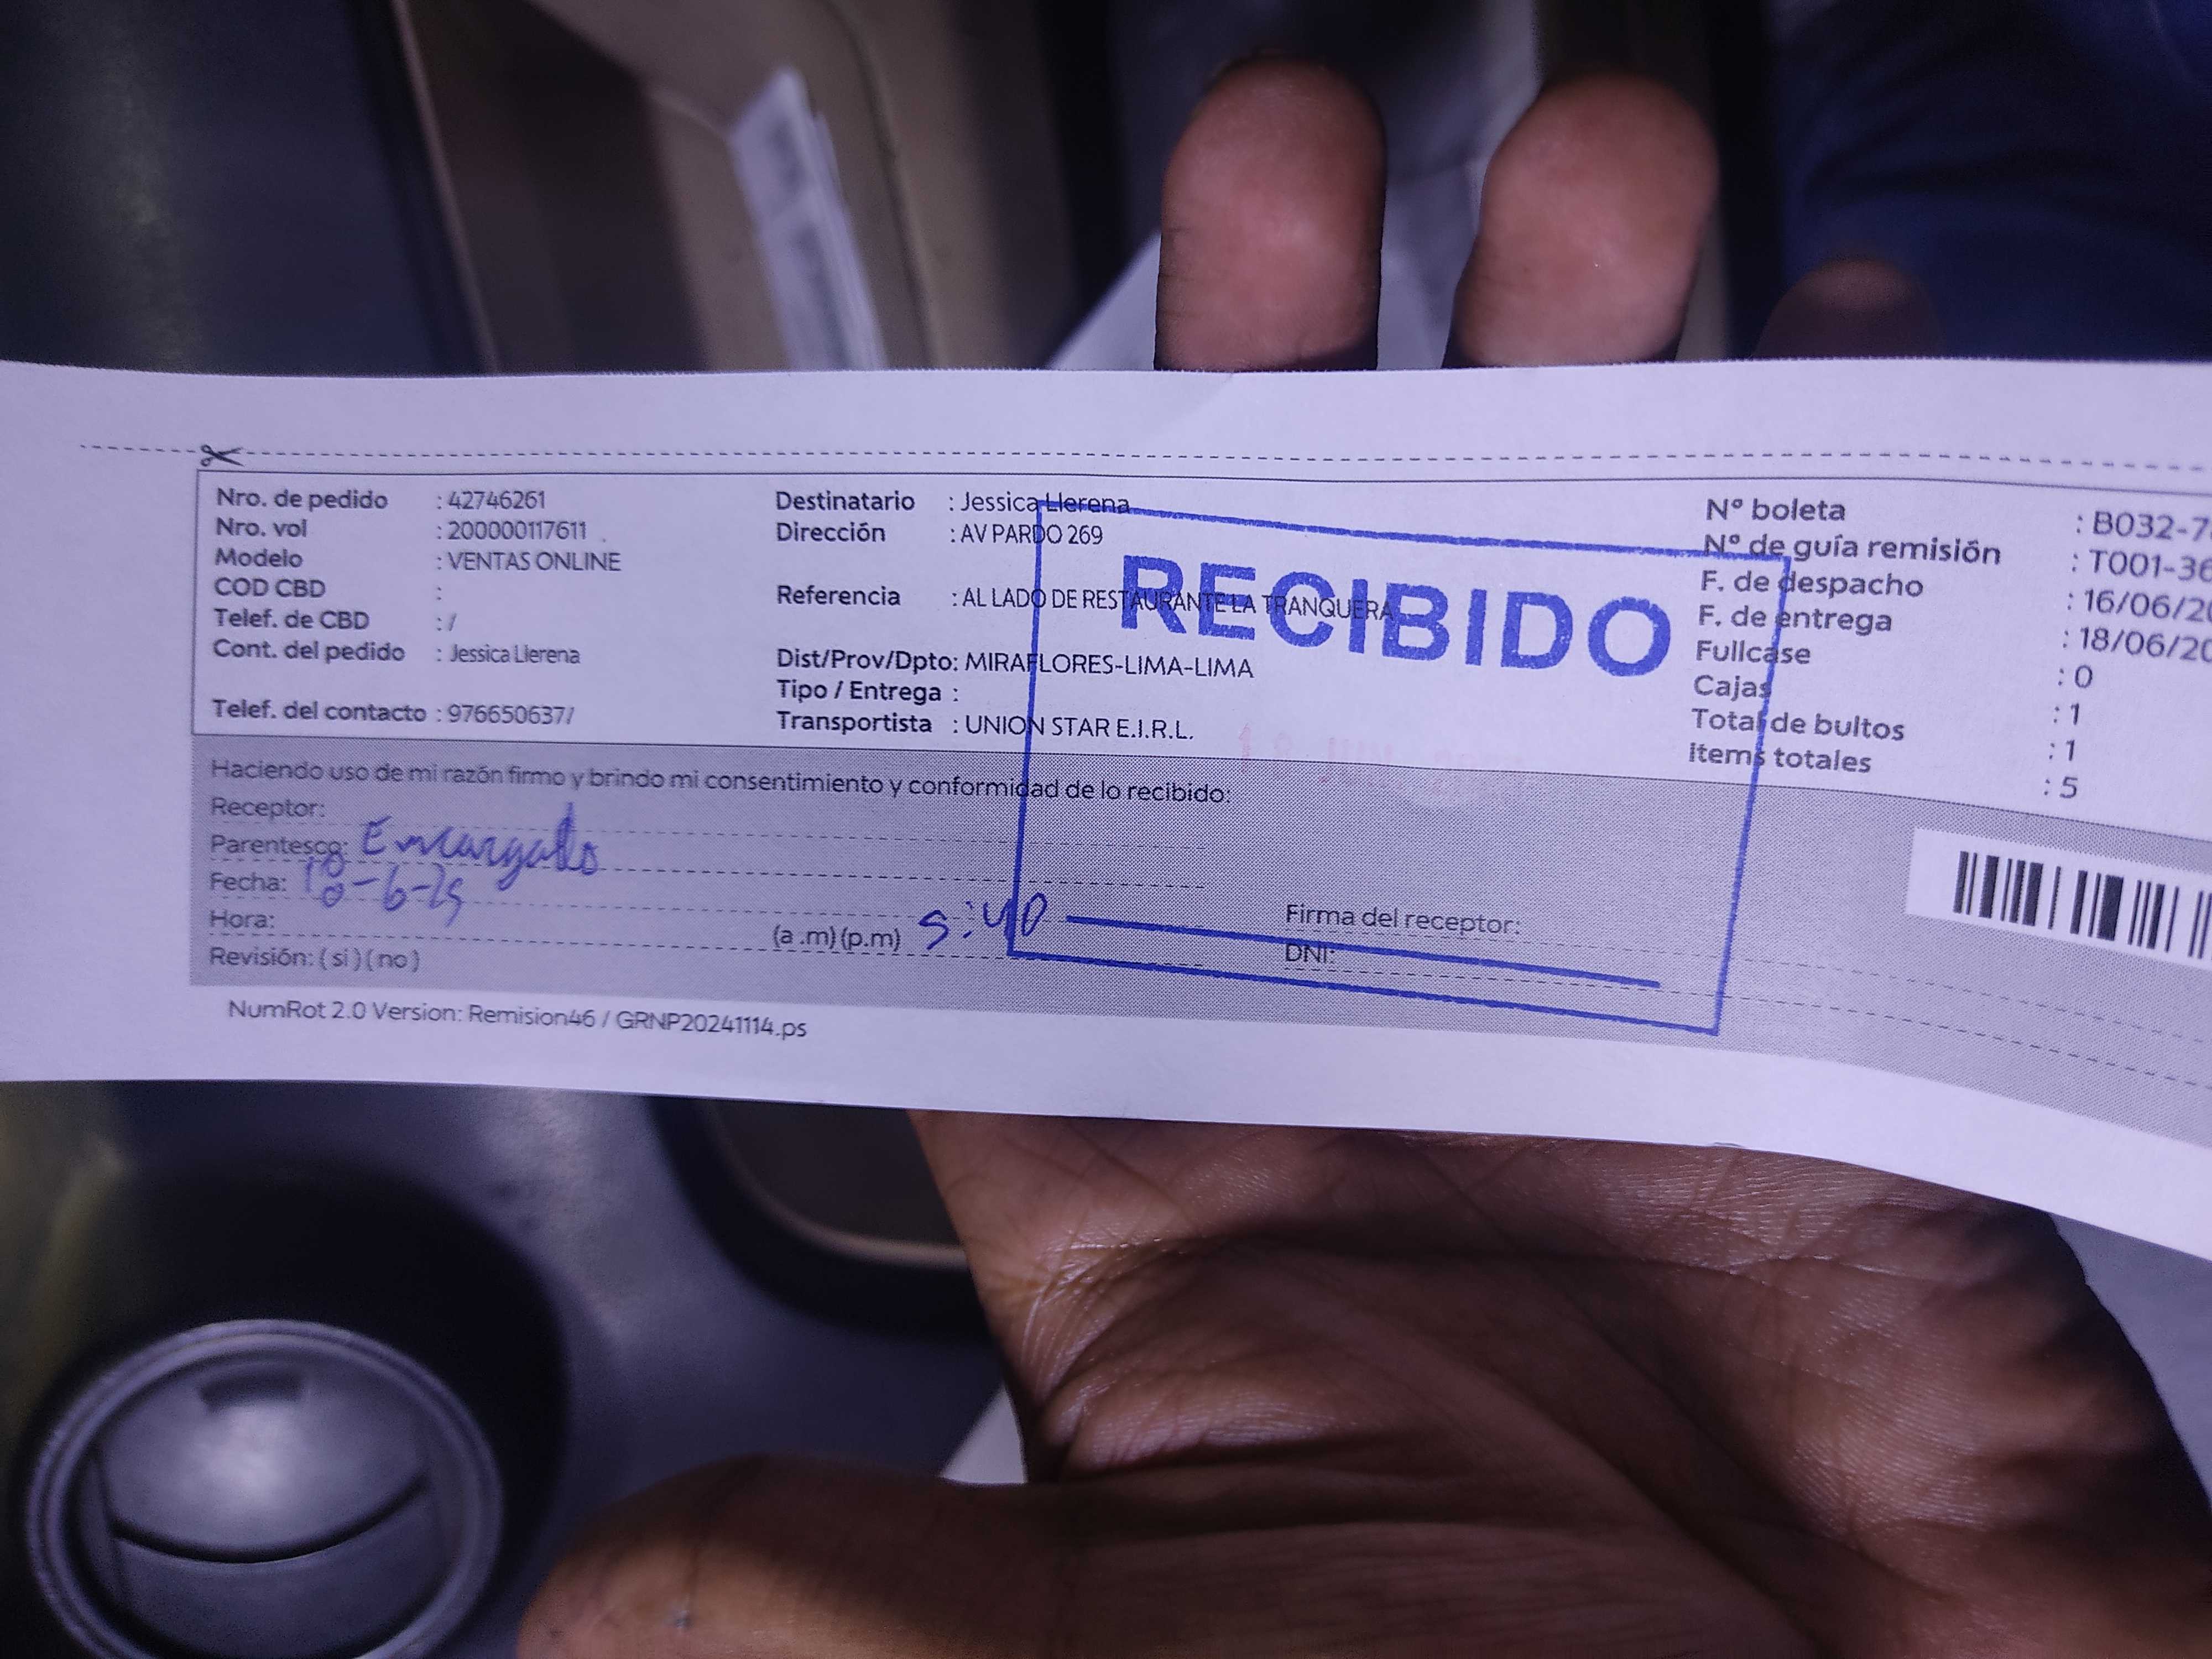 Nro. de pedido : 42746261
Nro. vol : 200000117611
Modelo : VENTAS ONLINE
COD CBD :
Telef. de CBD : /
Cont. del pedido : Jessica Llerena
Telef. del contacto : 976650637/
Destinatario : Jessica Llerena
Dirección : AV PARDO 269
Referencia : AL LADO DE RESTAURANTE LA TRANQUERA
Dist/Prov/Dpto: MIRAFLORES-LIMA-LIMA
Tipo / Entrega :
Transportista : UNION STAR E.I.R.L.
RECIBIDO
N° boleta : B032-7
N° de guía remisión : T001-36
F. de despacho : 16/06/20
F. de entrega : 18/06/20
Fullcase : 0
Cajas : 1
Total de bultos : 1
Items totales : 5
Haciendo uso de mi razón firmo y brindo mi consentimiento y conformidad de lo recibido:
Receptor:
Parentesco: Encargado
Fecha: 18-6-25
Hora: (a .m) (p.m) 5:40
Revisión: ( si ) ( no )
Firma del receptor:
DNI:
NumRot 2.0 Version: Remision46 / GRNP20241114.ps